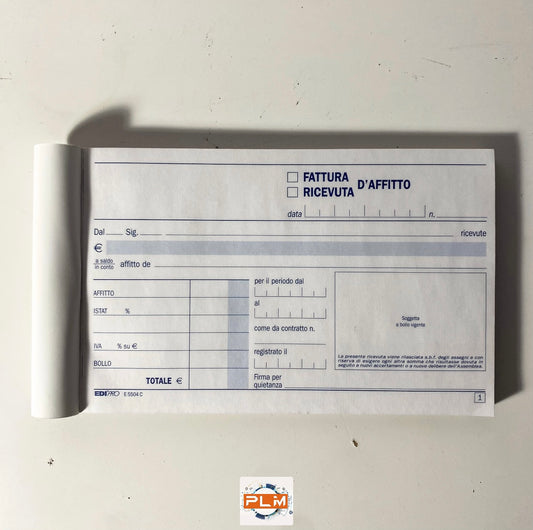 FATTURA
RICEVUTA D'AFFITTO
data n.
Dal Sig. ricevute
€
a saldo
in conto affitto de
AFFITTO
ISTAT %
IVA % su €
BOLLO
TOTALE €
per il periodo dal
al
come da contratto n.
registrato il
Firma per
quietanza
Soggetta
a bollo vigente
La presente ricevuta viene rilasciata s.b.f. degli assegni e con
riserva di esigere ogni altra somma che risultasse dovuta in
seguito a nuovi accertamenti o a nuove delibere dell'Assemblea.
EDIPRO E 5504 C
1
PLM